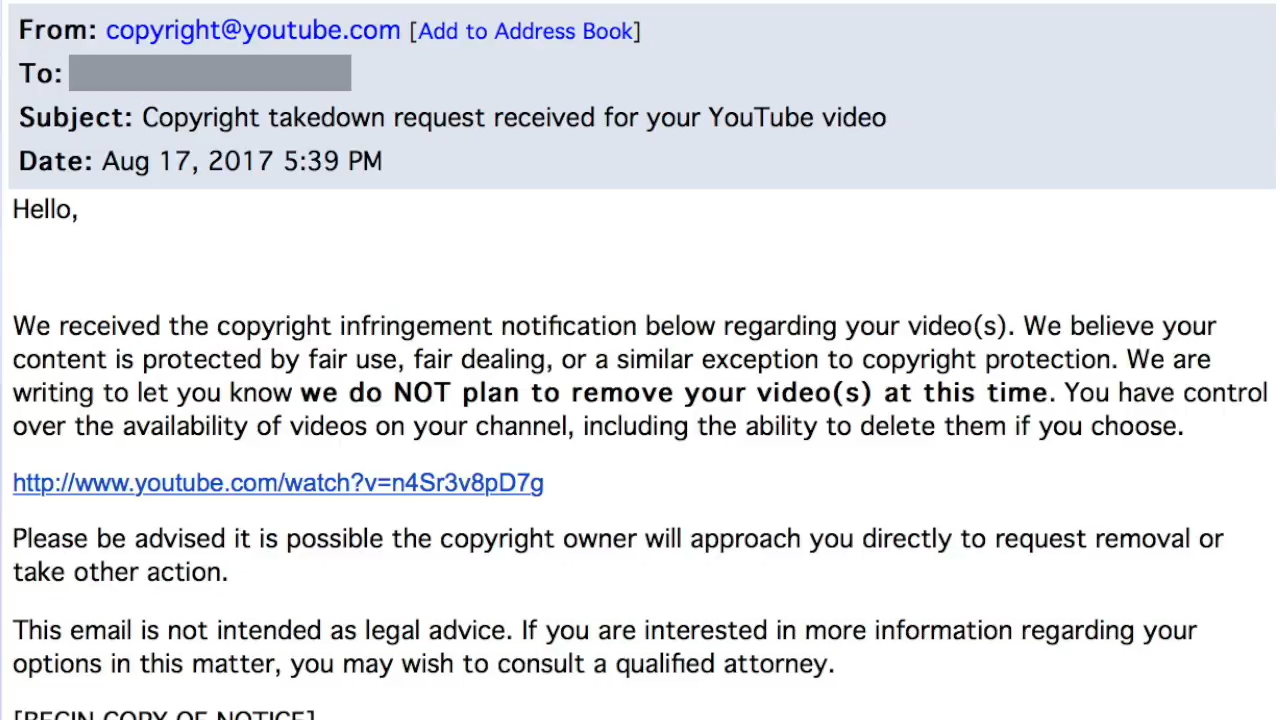 From: copyright@youtube.com [Add to Address Book]
To:
Subject: Copyright takedown request received for your YouTube video
Date: Aug 17, 2017 5:39 PM
Hello,
We received the copyright infringement notification below regarding your video(s). We believe your
content is protected by fair use, fair dealing, or a similar exception to copyright protection. We are
writing to let you know we do NOT plan to remove your video(s) at this time. You have control
over the availability of videos on your channel, including the ability to delete them if you choose.
http://www.youtube.com/watch?v=n4Sr3v8pD7g
Please be advised it is possible the copyright owner will approach you directly to request removal or
take other action.
This email is not intended as legal advice. If you are interested in more information regarding your
options in this matter, you may wish to consult a qualified attorney.
[BEGIN COPY OF NOTICE]